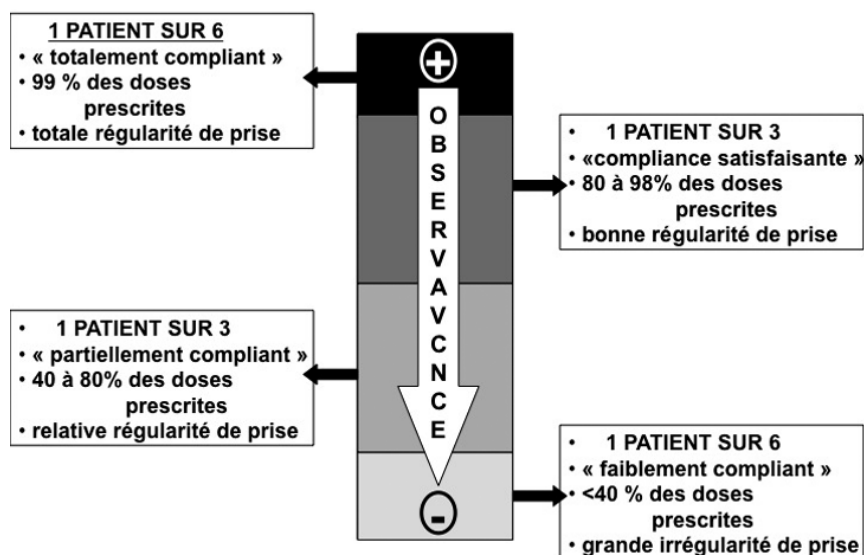 1 PATIENT SUR 6
• « totalement compliant »
• 99 % des doses
prescrites
• totale régularité de prise
+
OBSERVAVCNCE
• 1 PATIENT SUR 3
• «compliance satisfaisante »
• 80 à 98% des doses
prescrites
• bonne régularité de prise
• 1 PATIENT SUR 3
• « partiellement compliant »
• 40 à 80% des doses
prescrites
• relative régularité de prise
• 1 PATIENT SUR 6
• « faiblement compliant »
• <40 % des doses
prescrites
• grande irrégularité de prise
-